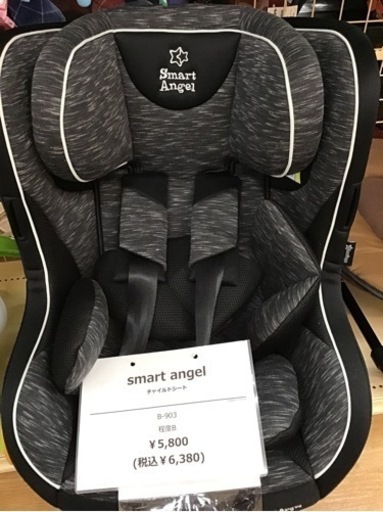 Smart
Angel
smart angel
チャイルドシート
B-903
程度B
￥5,800
(税込￥6,380)